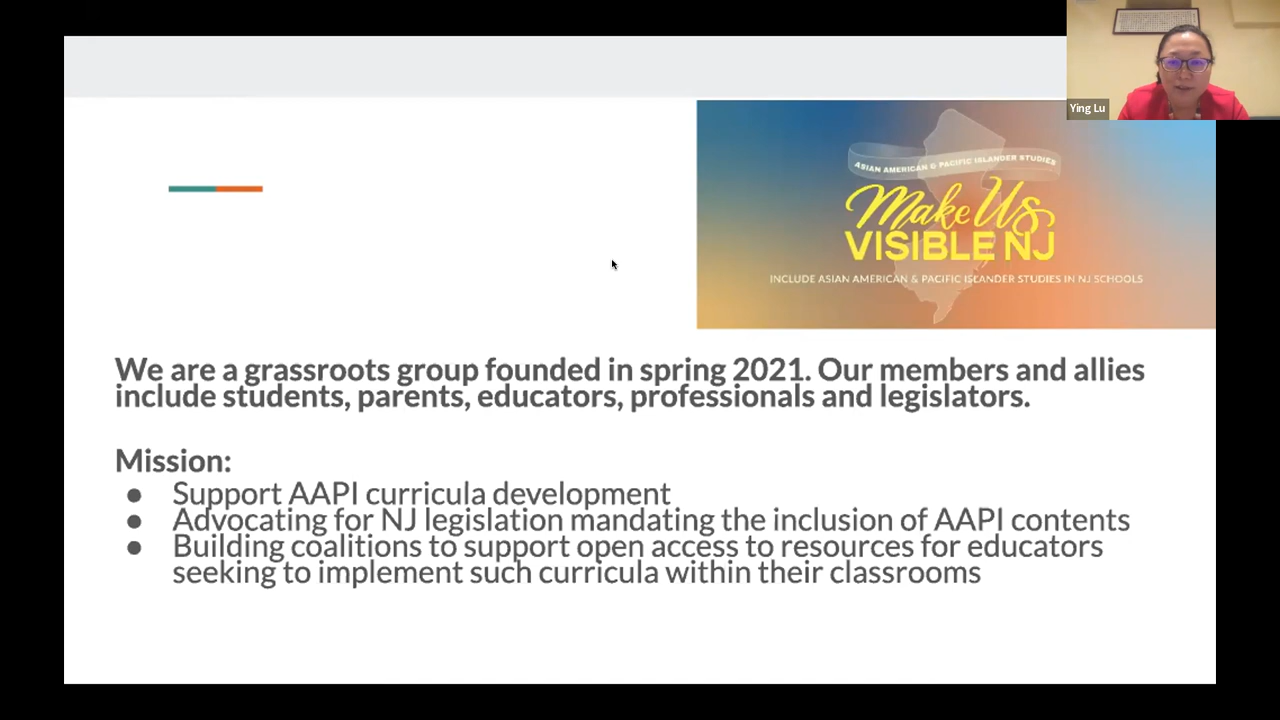 Ying Lu
ASIAN AMERICAN & PACIFIC ISLANDER STUDIES
Make Us
VISIBLE NJ
INCLUDE ASIAN AMERICAN & PACIFIC ISLANDER STUDIES IN NJ SCHOOLS
We are a grassroots group founded in spring 2021. Our members and allies
include students, parents, educators, professionals and legislators.
Mission:
● Support AAPI curricula development
● Advocating for NJ legislation mandating the inclusion of AAPI contents
● Building coalitions to support open access to resources for educators
seeking to implement such curricula within their classrooms